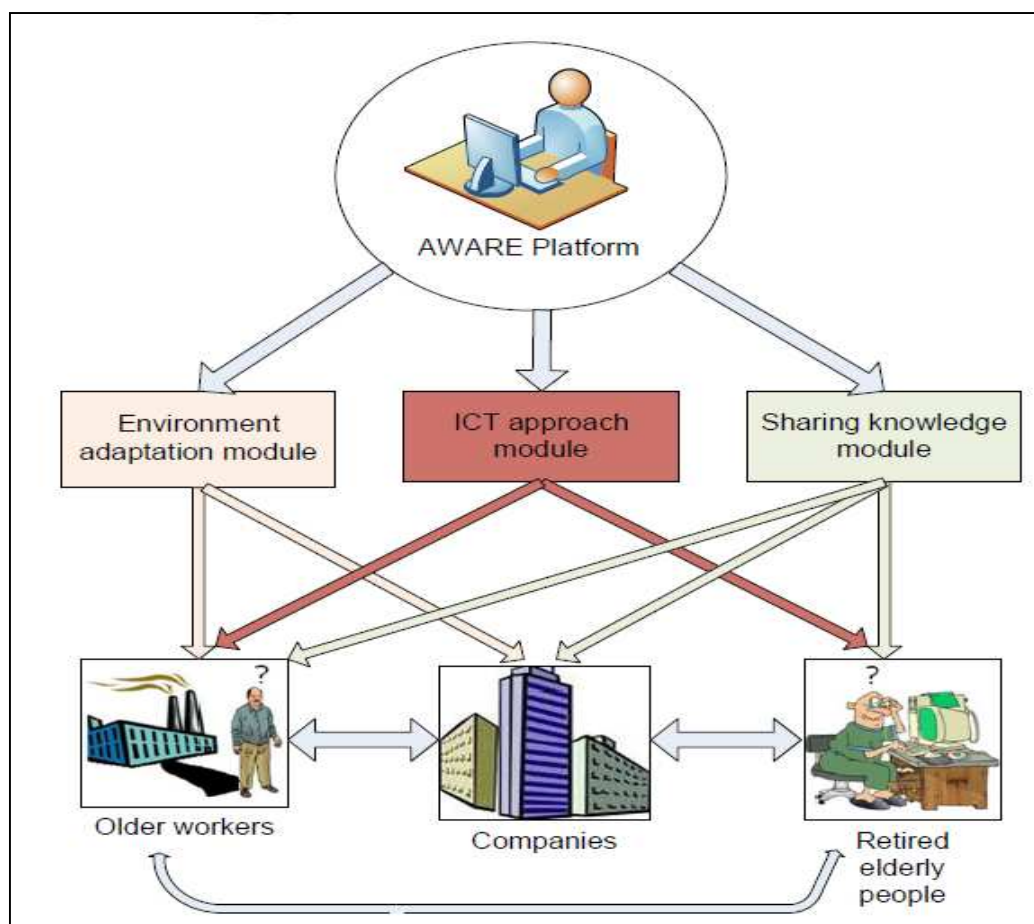 AWARE Platform
Environment
adaptation module
ICT approach
module
Sharing knowledge
module
?
?
Older workers
Companies
Retired
elderly
people